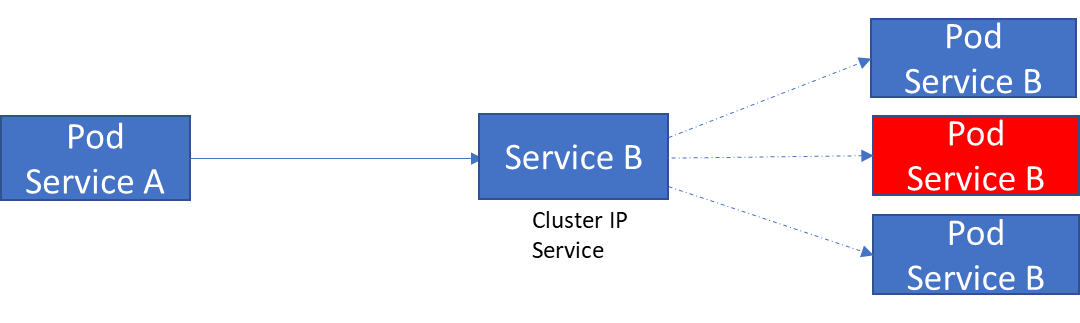 Pod
Service A
Service B
Cluster IP
Service
Pod
Service B
Pod
Service B
Pod
Service B